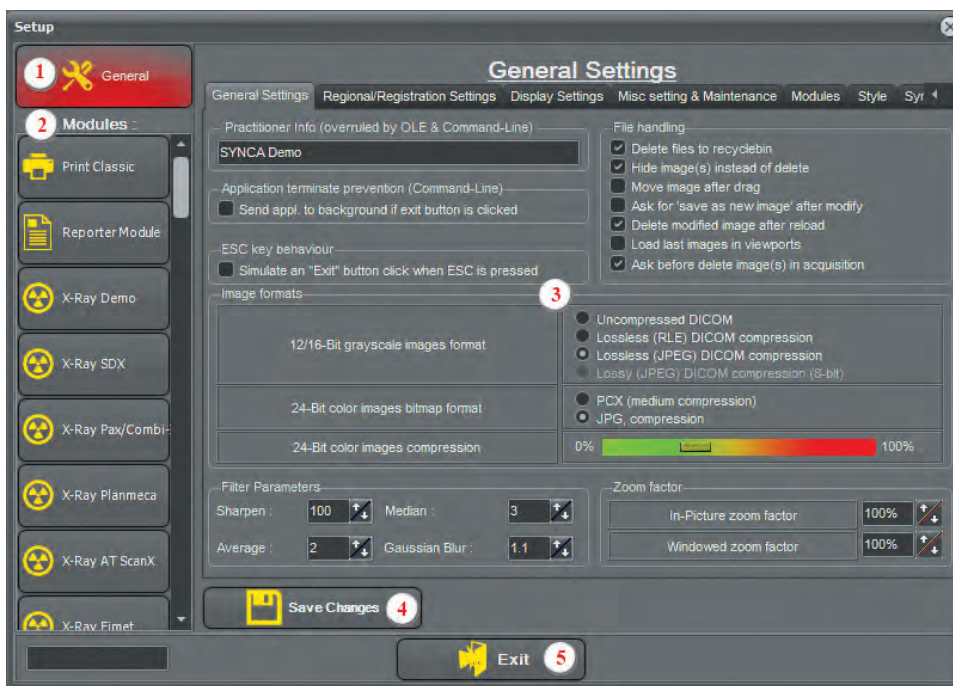 Setup
1 General
2 Modules :
Print Classic
Reporter Module
X-Ray Demo
X-Ray SDX
X-Ray Pax/Combi-
X-Ray Planmeca
X-Ray AT ScanX
X-Ray Fimet
General Settings
General Settings Regional/Registration Settings Display Settings Misc setting & Maintenance Modules Style Syr
Practitioner Info (overruled by OLE & Command-Line)
SYNCA Demo
Application terminate prevention (Command-Line)
Send appl. to background if exit button is clicked
ESC key behaviour
Simulate an "Exit" button click when ESC is pressed
File handling
Delete files to recyclebin
Hide image(s) instead of delete
Move image after drag
Ask for 'save as new image' after modify
Delete modified image after reload
Load last images in viewports
Ask before delete image(s) in acquisition
Image formats
3
12/16-Bit grayscale images format
Uncompressed DICOM
Lossless (RLE) DICOM compression
Lossless (JPEG) DICOM compression
Lossy (JPEG) DICOM compression (8-bit)
24-Bit color images bitmap format
PCX (medium compression)
JPG, compression
24-Bit color images compression
0% 100%
Filter Parameters
Sharpen : 100 Median : 3
Average : 2 Gaussian Blur : 1.1
Zoom factor
In-Picture zoom factor 100%
Windowed zoom factor 100%
Save Changes 4
Exit 5